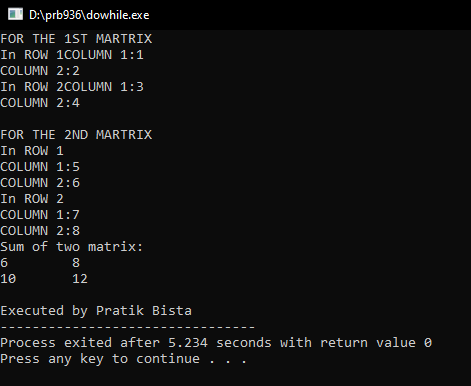 D:\prb936\dowhile.exe
FOR THE 1ST MARTRIX
In ROW 1COLUMN 1:1
COLUMN 2:2
In ROW 2COLUMN 1:3
COLUMN 2:4
FOR THE 2ND MARTRIX
In ROW 1
COLUMN 1:5
COLUMN 2:6
In ROW 2
COLUMN 1:7
COLUMN 2:8
Sum of two matrix:
6        8
10       12
Executed by Pratik Bista
--------------------------------
Process exited after 5.234 seconds with return value 0
Press any key to continue . . .